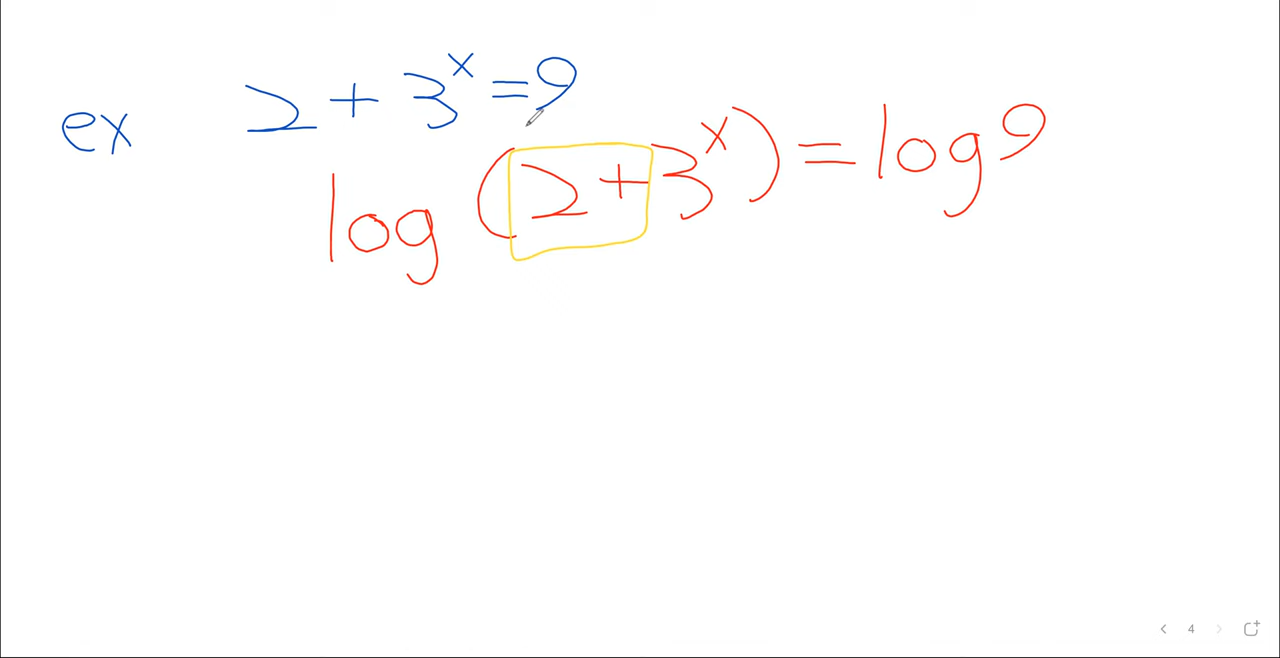 ex 2 + 3^x = 9
log (2 + 3^x) = log 9
4